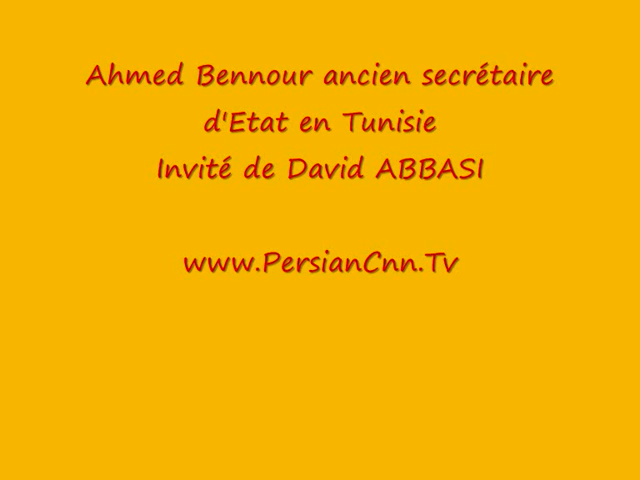 Ahmed Bennour ancien secrétaire
d'Etat en Tunisie
Invité de David ABBASI
www.PersianCnn.Tv